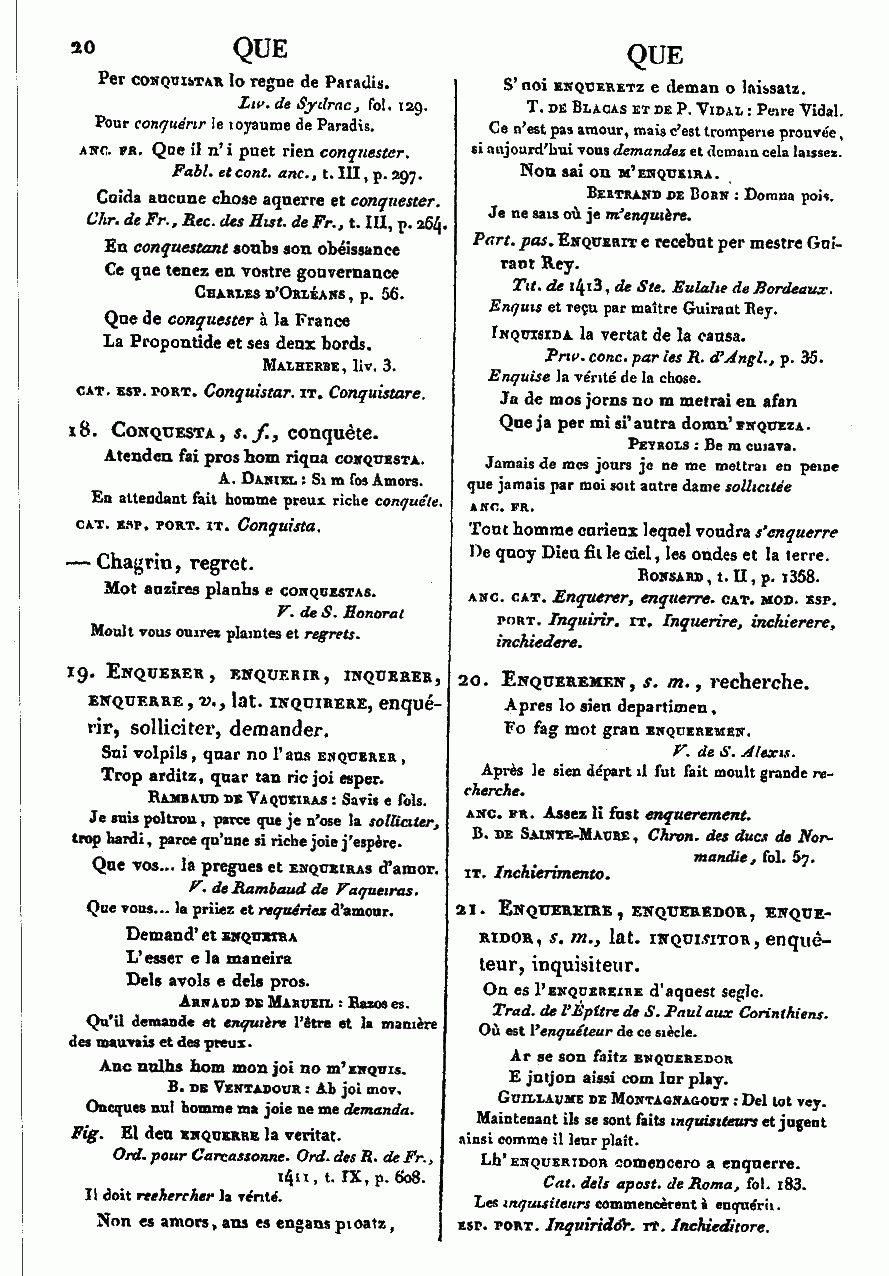 20 QUE
Per CONQUISTAR lo regne de Paradis.
Liv. de Sydrac, fol. 129.
Pour conquérir le royaume de Paradis.
ANC. FR. Que il n'i puet rien conquester.
Fabl. et cont. anc., t. III, p. 297.
Cuida aucune chose aquerre et conquester.
Chr. de Fr., Rec. des Hist. de Fr., t. III, p. 264.
En conquestant soubs son obéissance
Ce que tenez en vostre gouvernance
CHARLES D'ORLÉANS, p. 56.
Que de conquester à la France
La Propontide et ses deux bords.
MALHERBE, liv. 3.
CAT. ESP. PORT. Conquistar. IT. Conquistare.
18. CONQUESTA, s. f., conquête.
Atenden fai pros hom riqua CONQUESTA.
A. DANIEL : Si m fos Amors.
En attendant fait homme preux riche conquête.
CAT. ESP. PORT. IT. Conquista.
— Chagrin, regret.
Mot auzires planhs e CONQUESTAS.
V. de S. Honorat
Moult vous ouirez plaintes et regrets.
19. ENQUERER, ENQUERIR, INQUERER,
ENQUERRE, v., lat. INQUIRERE, enqué-
rir, solliciter, demander.
Sui volpils, quar no l'aus ENQUERER,
Trop arditz, quar tan ric joi esper.
RAMBAUD DE VAQUEIRAS : Savis e fols.
Je suis poltron, parce que je n'ose la solliciter,
trop hardi, parce qu'une si riche joie j'espère.
Que vos... la pregues et ENQUEIRAS d'amor.
V. de Rambaud de Vaqueiras.
Que vous... la priiez et requériez d'amour.
Demand' et ENQUEIRA
L'esser e la maneira
Dels avols e dels pros.
ARNAUD DE MARUEIL : Razos es.
Qu'il demande et enquière l'être et la manière
des mauvais et des preux.
Anc nulhs hom mon joi no m'ENQUIS.
B. DE VENTADOUR : Ab joi mov.
Oncques nul homme ma joie ne me demanda.
Fig. El deu ENQUERRE la veritat.
Ord. pour Carcassonne. Ord. des R. de Fr.,
1411, t. IX, p. 608.
Il doit rechercher la vérité.
Non es amors, ans es engans proatz,
QUE
S'noi ENQUERETZ e deman o laissatz.
T. DE BLACAS ET DE P. VIDAL : Peire Vidal.
Ce n'est pas amour, mais c'est tromperie prouvée,
si aujourd'hui vous demandez et demain cela laissez.
Non sai on M'ENQUEIRA.
BERTRAND DE BORN : Domna pois.
Je ne sais où je m'enquière.
Part. pas. ENQUERIT e recebut per mestre Gui-
raut Rey.
Tit. de 1413, de Ste. Eulalie de Bordeaux.
Enquis et reçu par maître Guiraut Rey.
INQUISIDA la vertat de la causa.
Priv. conc. par les R. d'Angl., p. 35.
Enquise la vérité de la chose.
Ja de mos jorns no m metrai en afan
Que ja per mi si' autra domn' ENQUEZA.
PEYROLS : Be m cuiava.
Jamais de mes jours je ne me mettrai en peine
que jamais par moi soit autre dame sollicitée
ANC. FR.
Tout homme curieux lequel voudra s'enquerre
De quoy Dieu fit le ciel, les ondes et la terre.
RONSARD, t. II, p. 1358.
ANC. CAT. Enquerer, enquerre. CAT. MOD. ESP.
PORT. Inquirir. IT. Inquerire, inchierere,
inchiedere.
20. ENQUEREMEN, s. m., recherche.
Apres lo sien departimen,
Fo fag mot gran ENQUEREMEN.
V. de S. Alexis.
Après le sien départ il fut fait moult grande re-
cherche.
ANC. FR. Assez li fust enquerement.
B. DE SAINTE-MAURE, Chron. des ducs de Nor-
mandie, fol. 57.
IT. Inchierimento.
21. ENQUEREIRE, ENQUEREDOR, ENQUE-
RIDOR, s. m., lat. INQUISITOR, enquê-
teur, inquisiteur.
On es l'ENQUEREIRE d'aquest segle.
Trad. de l'Épître de S. Paul aux Corinthiens.
Où est l'enquéteur de ce siècle.
Ar se son faitz ENQUEREDOR
E jutjon aissi com lur play.
GUILLAUME DE MONTAGNAGOUT : Del tot vey.
Maintenant ils se sont faits inquisiteurs et jugent
ainsi comme il leur plaît.
Lh' ENQUERIDOR comencero a enquerre.
Cat. dels apost. de Roma, fol. 183.
Les inquisiteurs commencèrent à enquérir.
ESP. PORT. Inquiridór. IT. Inchieditore.